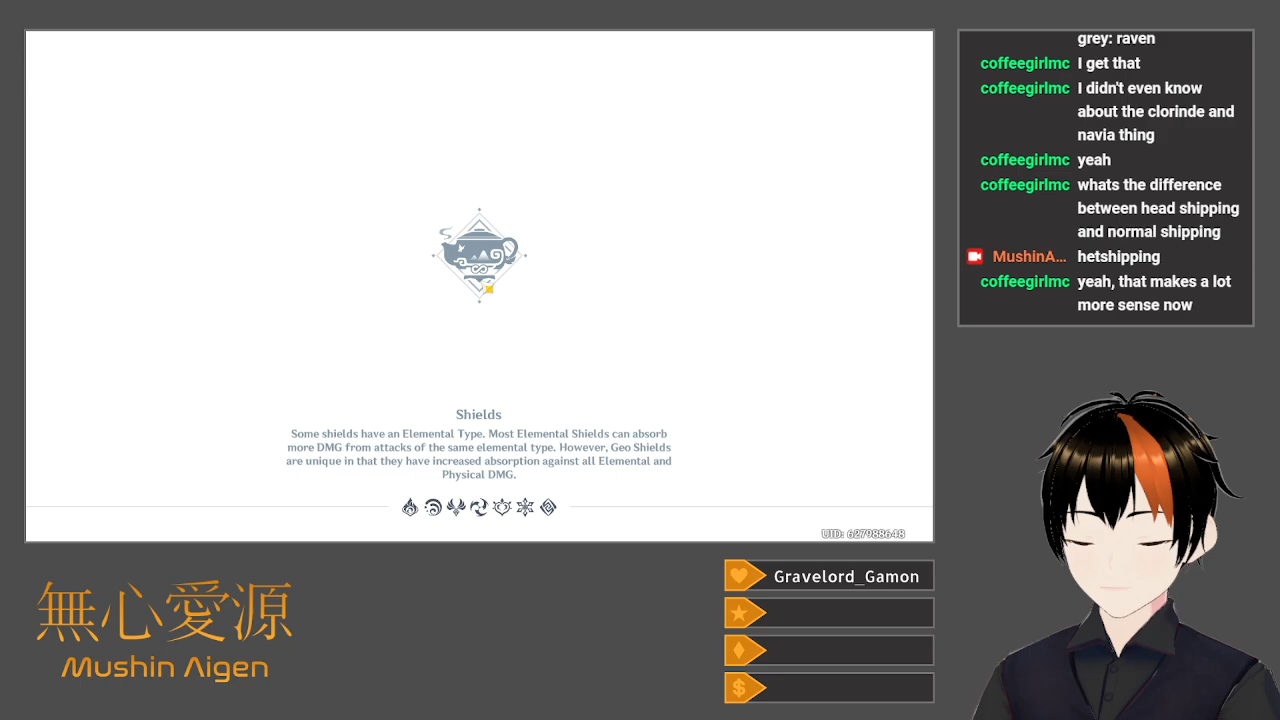 Shields
Some shields have an Elemental Type. Most Elemental Shields can absorb
more DMG from attacks of the same elemental type. However, Geo Shields
are unique in that they have increased absorption against all Elemental and
Physical DMG.
UID: 627988648
grey: raven
coffeegirlmc I get that
coffeegirlmc I didn't even know
about the clorinde and
navia thing
coffeegirlmc yeah
coffeegirlmc whats the difference
between head shipping
and normal shipping
MushinA... hetshipping
coffeegirlmc yeah, that makes a lot
more sense now
無心愛源
Mushin Aigen
Gravelord_Gamon